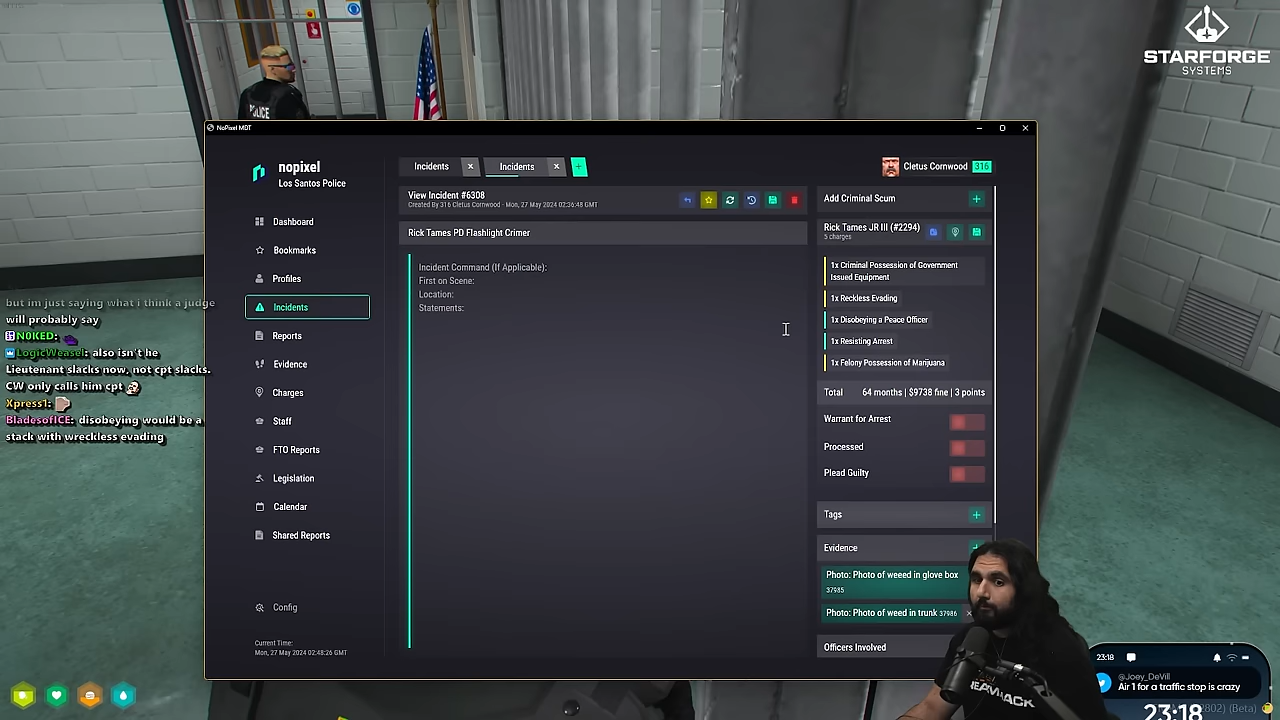 STARFORGE
SYSTEMS
POLICE
NoPixel MDT
nopixel
Los Santos Police
Dashboard
Bookmarks
Profiles
Incidents
Reports
Evidence
Charges
Staff
FTO Reports
Legislation
Calendar
Shared Reports
Config
Current Time:
Mon, 27 May 2024 02:48:26 GMT
Incidents
Incidents
Cletus Cornwood 316
View Incident #6308
Created By 316 Cletus Cornwood - Mon, 27 May 2024 02:36:48 GMT
Rick Tames PD Flashlight Crimer
Incident Command (If Applicable):
First on Scene:
Location:
Statements:
Add Criminal Scum
Rick Tames JR III (#2294)
5 charges
1x Criminal Possession of Government
Issued Equipment
1x Reckless Evading
1x Disobeying a Peace Officer
1x Resisting Arrest
1x Felony Possession of Marijuana
Total 64 months | $9738 fine | 3 points
Warrant for Arrest
Processed
Plead Guilty
Tags
Evidence
Photo: Photo of weeed in glove box
37985
Photo: Photo of weed in trunk 37986
Officers Involved
but im just saying what i think a judge
will probably say
N0KED:
LogicWeasel: also isn't he
Lieutenant slacks now, not cpt slacks.
CW only calls him cpt
Xpress1:
BladesofICE: disobeying would be a
stack with wreckless evading
23:18
@Joey_DeVill
Air 1 for a traffic stop is crazy
23:18
802) (Beta)